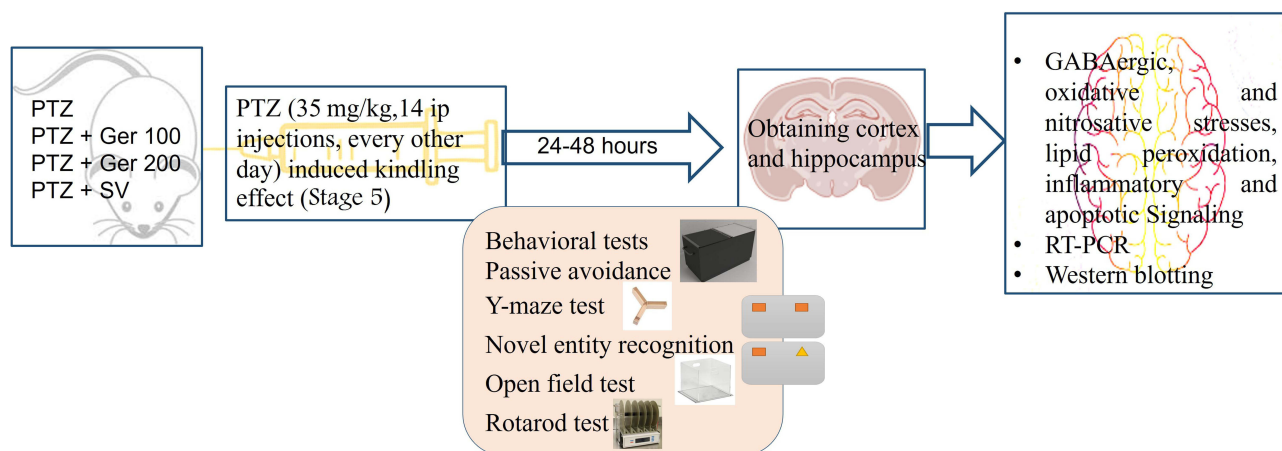 PTZ
PTZ + Ger 100
PTZ + Ger 200
PTZ + SV
PTZ (35 mg/kg,14 ip
injections, every other
day) induced kindling
effect (Stage 5)
24-48 hours
Obtaining cortex
and hippocampus
• GABAergic,
oxidative and
nitrosative stresses,
lipid peroxidation,
inflammatory and
apoptotic Signaling
• RT-PCR
• Western blotting
Behavioral tests
Passive avoidance
Y-maze test
Novel entity recognition
Open field test
Rotarod test